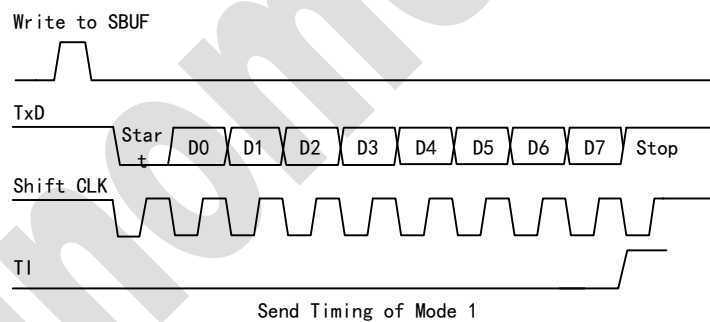 Write to SBUF
TxD
Star
t
D0 D1 D2 D3 D4 D5 D6 D7 Stop
Shift CLK
TI
Send Timing of Mode 1